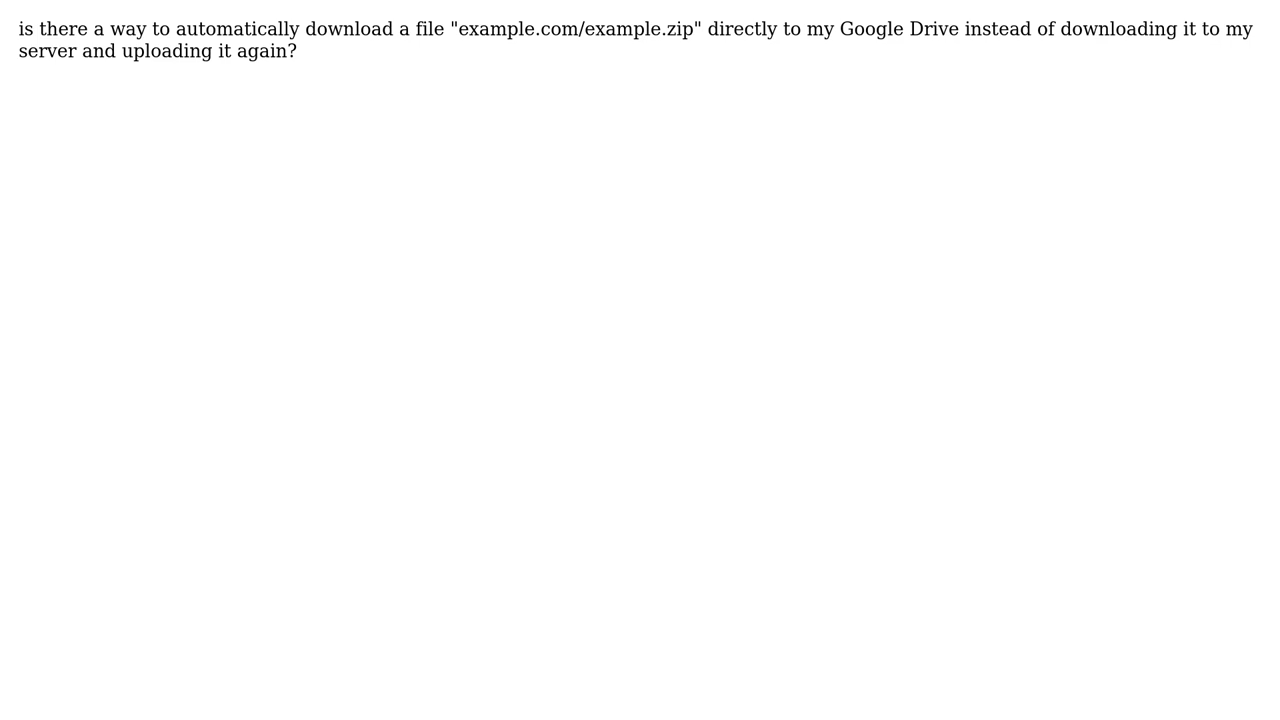 is there a way to automatically download a file "example.com/example.zip" directly to my Google Drive instead of downloading it to my
server and uploading it again?